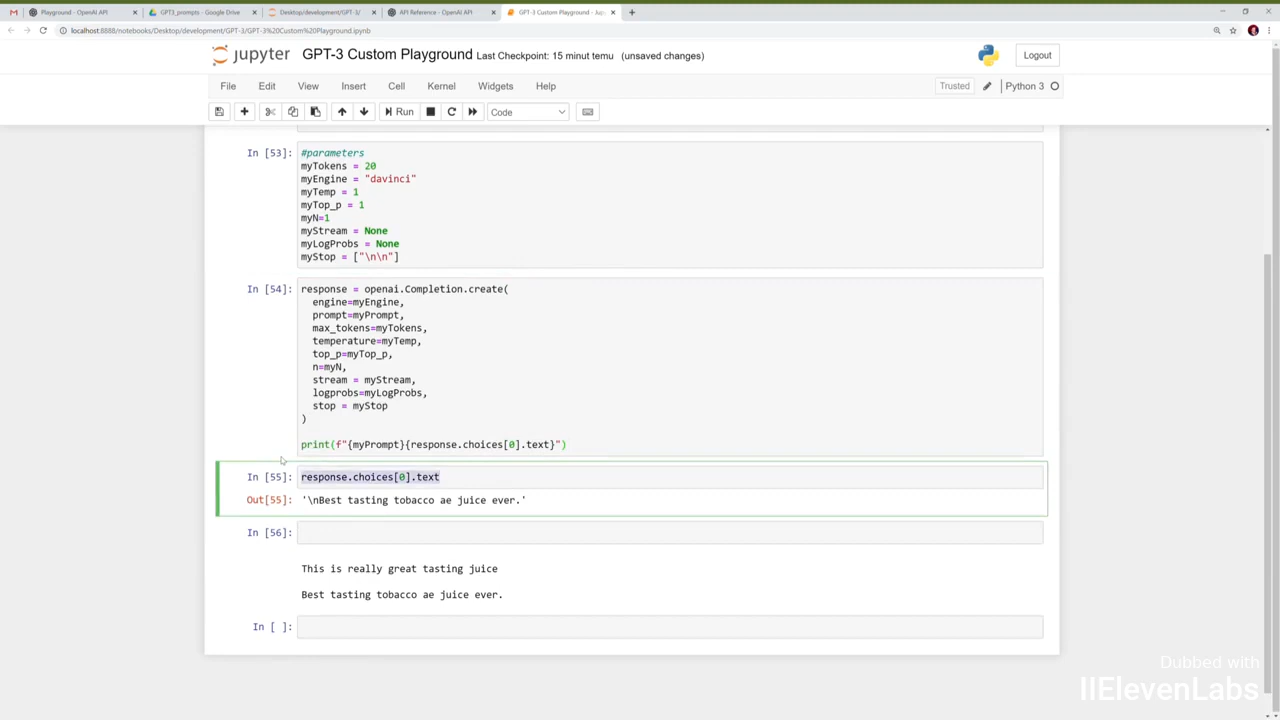 Playground - OpenAI API
GPT3_prompts - Google Drive
Desktop/development/GPT-3/
API Reference - OpenAI API
GPT-3 Custom Playground - Jup
localhost:8888/notebooks/Desktop/development/GPT-3/GPT-3%20Custom%20Playground.ipynb
jupyter GPT-3 Custom Playground Last Checkpoint: 15 minut temu (unsaved changes)
Logout
File Edit View Insert Cell Kernel Widgets Help
Trusted
Python 3
Run
Code
In [53]:
#parameters
myTokens = 20
myEngine = "davinci"
myTemp = 1
myTop_p = 1
myN=1
myStream = None
myLogProbs = None
myStop = ["\n\n"]
In [54]:
response = openai.Completion.create(
engine=myEngine,
prompt=myPrompt,
max_tokens=myTokens,
temperature=myTemp,
top_p=myTop_p,
n=myN,
stream = myStream,
logprobs=myLogProbs,
stop = myStop
)
print(f"{myPrompt}{response.choices[0].text}")
In [55]:
response.choices[0].text
Out[55]:
'\nBest tasting tobacco ae juice ever.'
In [56]:
This is really great tasting juice
Best tasting tobacco ae juice ever.
In [ ]:
Dubbed with
IIElevenLabs